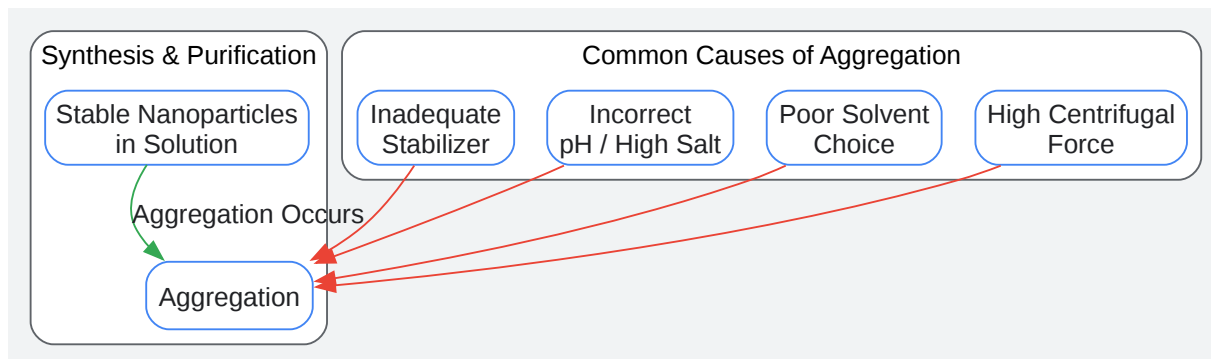 Synthesis & Purification
Stable Nanoparticles
in Solution
Aggregation Occurs
Aggregation
Common Causes of Aggregation
Inadequate
Stabilizer
Incorrect
pH / High Salt
Poor Solvent
Choice
High Centrifugal
Force